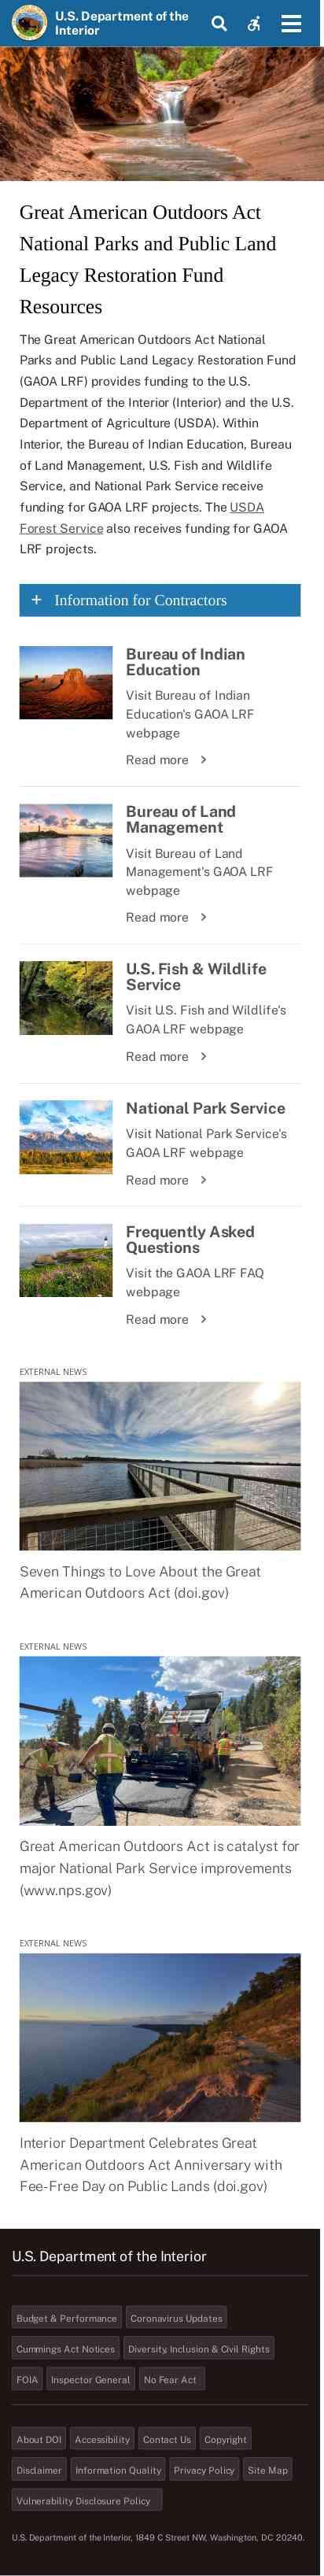 U.S. Department of the
Interior
Great American Outdoors Act
National Parks and Public Land
Legacy Restoration Fund
Resources
The Great American Outdoors Act National
Parks and Public Land Legacy Restoration Fund
(GAOA LRF) provides funding to the U.S.
Department of the Interior (Interior) and the U.S.
Department of Agriculture (USDA). Within
Interior, the Bureau of Indian Education, Bureau
of Land Management, U.S. Fish and Wildlife
Service, and National Park Service receive
funding for GAOA LRF projects. The USDA
Forest Service also receives funding for GAOA
LRF projects.
+ Information for Contractors
Bureau of Indian
Education
Visit Bureau of Indian
Education's GAOA LRF
webpage
Read more
Bureau of Land
Management
Visit Bureau of Land
Management's GAOA LRF
webpage
Read more
U.S. Fish & Wildlife
Service
Visit U.S. Fish and Wildlife's
GAOA LRF webpage
Read more
National Park Service
Visit National Park Service's
GAOA LRF webpage
Read more
Frequently Asked
Questions
Visit the GAOA LRF FAQ
webpage
Read more
EXTERNAL NEWS
Seven Things to Love About the Great
American Outdoors Act (doi.gov)
EXTERNAL NEWS
Great American Outdoors Act is catalyst for
major National Park Service improvements
(www.nps.gov)
EXTERNAL NEWS
Interior Department Celebrates Great
American Outdoors Act Anniversary with
Fee-Free Day on Public Lands (doi.gov)
U.S. Department of the Interior
Budget & Performance Coronavirus Updates
Cummings Act Notices Diversity, Inclusion & Civil Rights
FOIA Inspector General No Fear Act
About DOI Accessibility Contact Us Copyright
Disclaimer Information Quality Privacy Policy Site Map
Vulnerability Disclosure Policy
U.S. Department of the Interior, 1849 C Street NW, Washington, DC 20240.